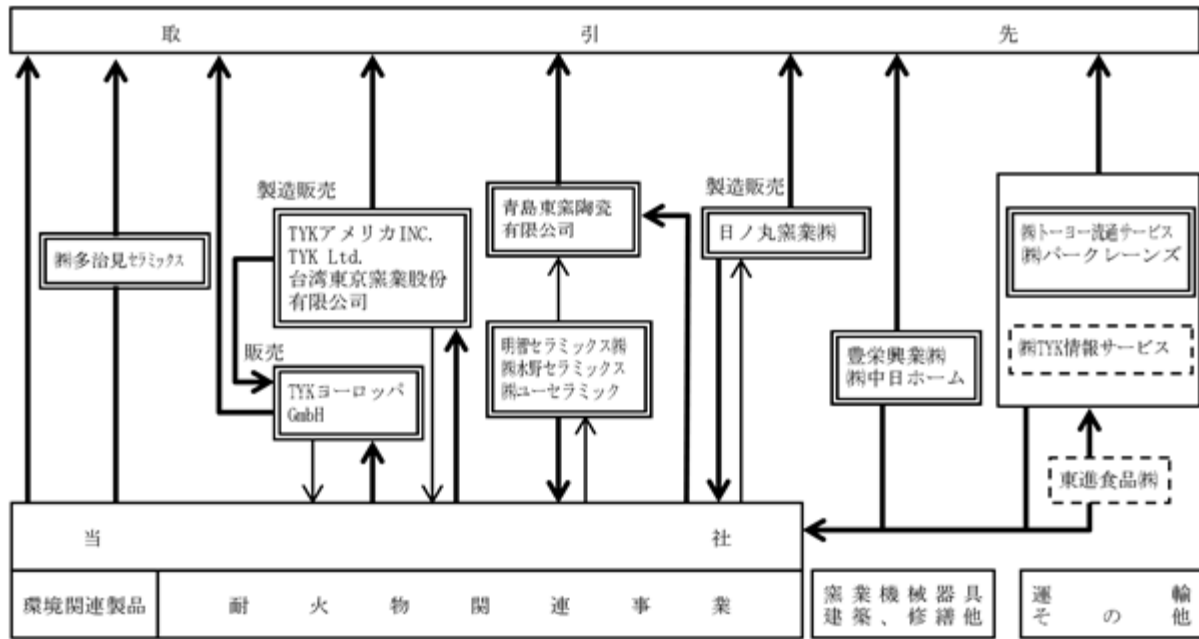 取引先
製造販売
TYKアメリカINC.
TYK Ltd.
台湾東京窯業股份
有限公司
青島東窯陶瓷
有限公司
製造販売
日ノ丸窯業㈱
㈱トーヨー流通サービス
㈱パークレーンズ
㈱多治見セラミックス
販売
TYKヨーロッパ
GmbH
明智セラミックス㈱
㈱水野セラミックス
㈱ユーセラミック
豊栄興業㈱
㈱中日ホーム
㈱TYK情報サービス
東進食品㈱
当社
環境関連製品
耐火物関連事業
窯業機械器具
建築、修繕他
運輸
その他